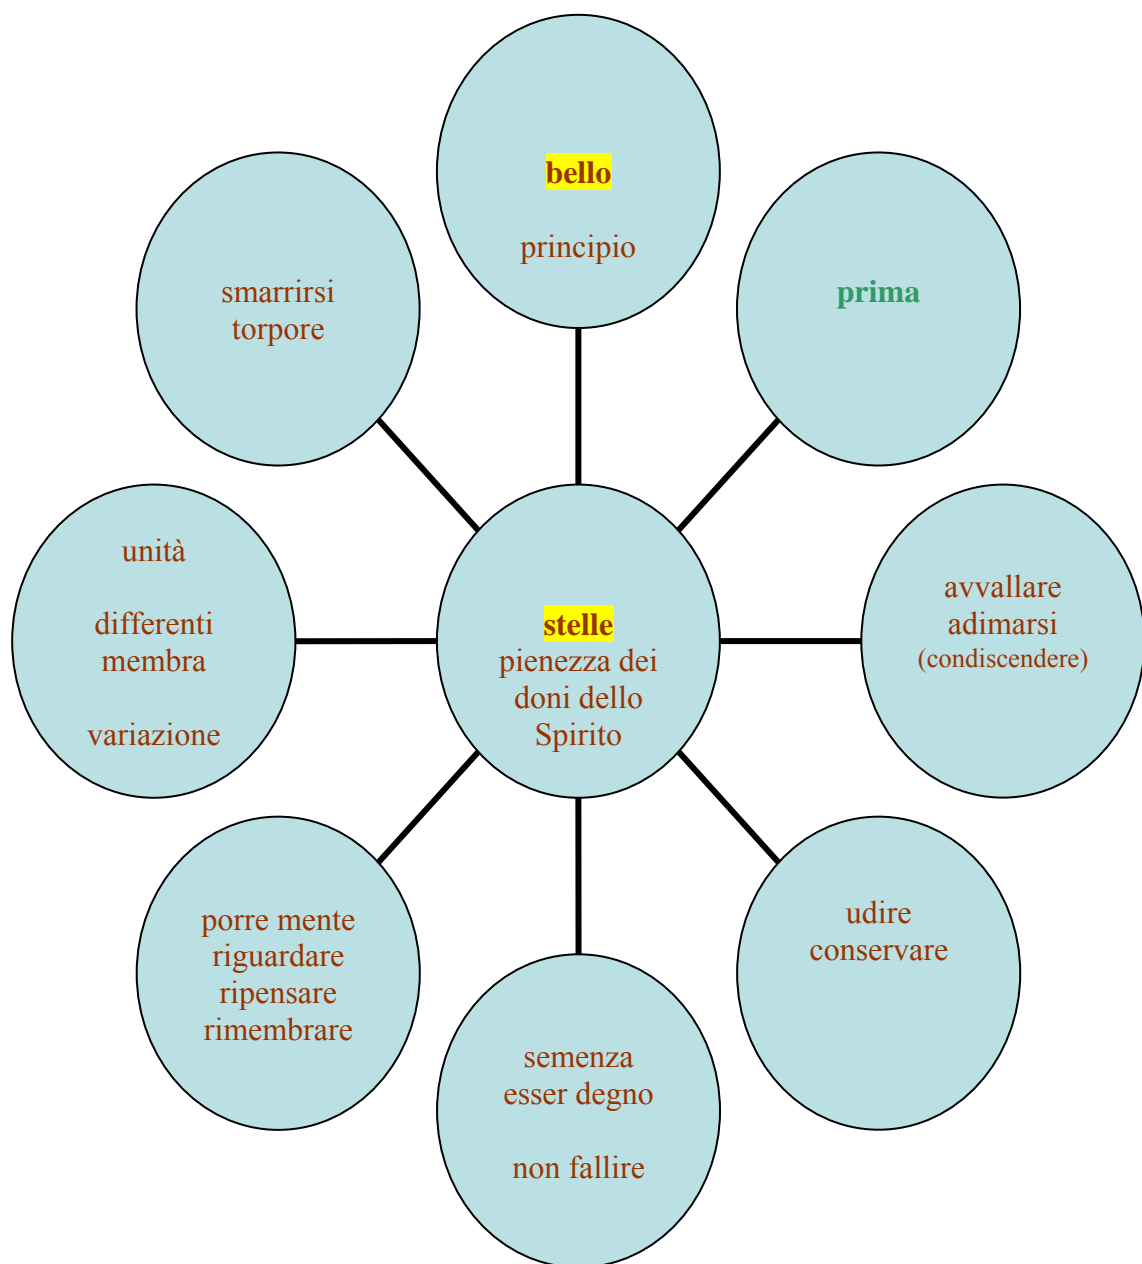 bello
principio
prima
smarrirsi
torpore
unità
differenti
membra
variazione
stelle
pienezza dei
doni dello
Spirito
avvallare
adimarsi
(condiscendere)
porre mente
riguardare
ripensare
rimembrare
udire
conservare
semenza
esser degno
non fallire